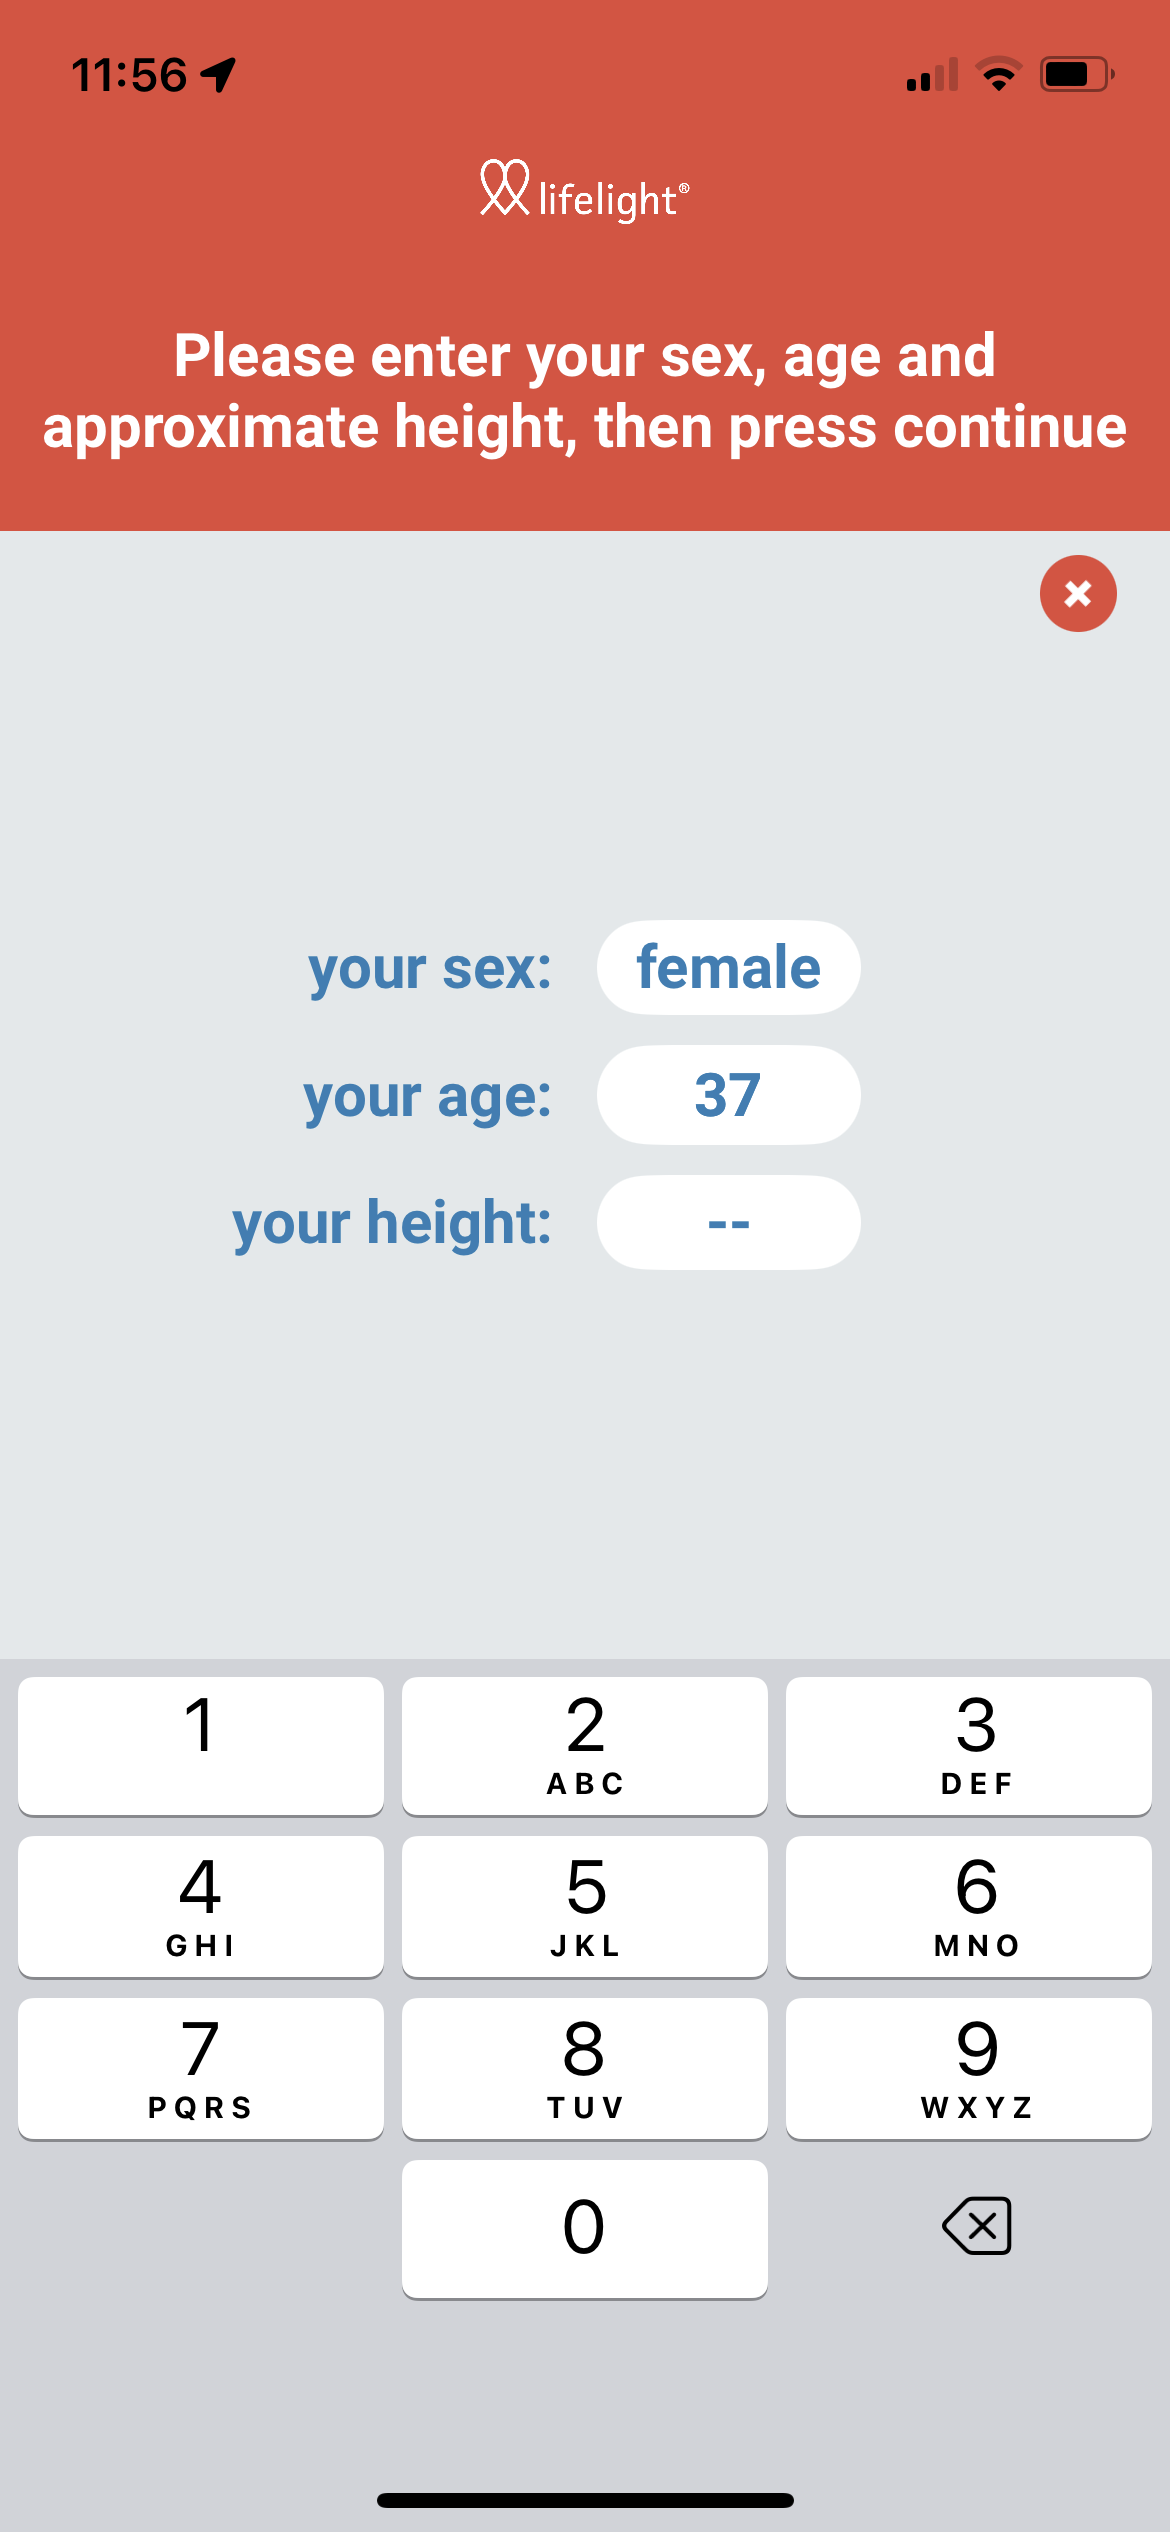 11:56
lifelight®
Please enter your sex, age and
approximate height, then press continue
your sex: female
your age: 37
your height: --
1 2 3
ABC DEF
4 5 6
GHI JKL MNO
7 8 9
PQRS TUV WXYZ
0